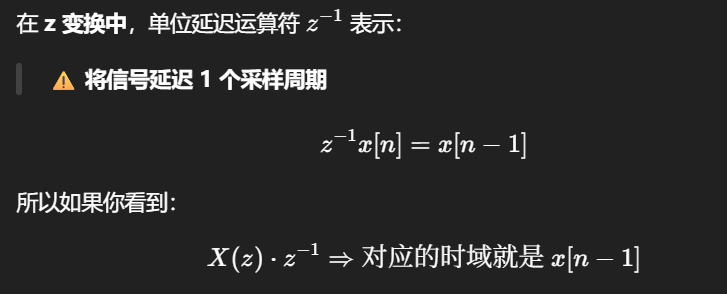 在 z 变换中，单位延迟运算符 z⁻¹ 表示：
⚠️ 将信号延迟 1 个采样周期
z⁻¹x[n] = x[n − 1]
所以如果你看到：
X(z) · z⁻¹ ⇒ 对应的时域就是 x[n − 1]